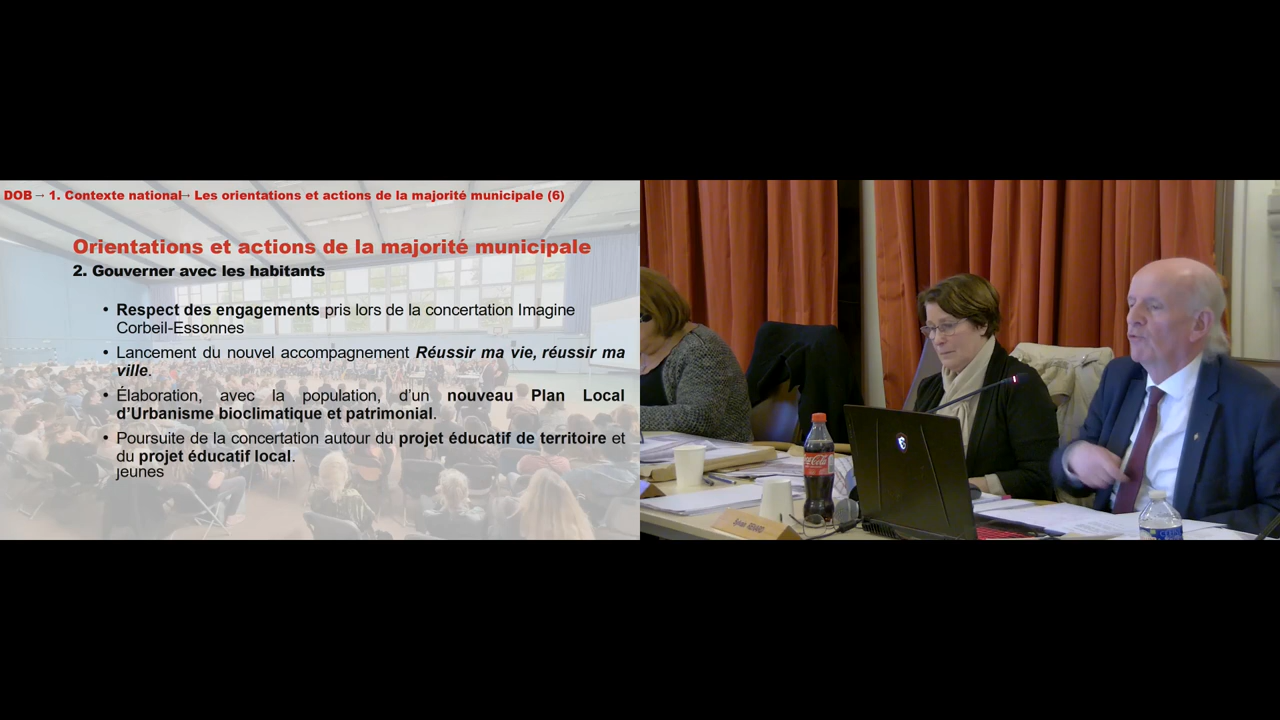 DOB → 1. Contexte national→ Les orientations et actions de la majorité municipale (6)
Orientations et actions de la majorité municipale
2. Gouverner avec les habitants
• Respect des engagements pris lors de la concertation Imagine
Corbeil-Essonnes
• Lancement du nouvel accompagnement Réussir ma vie, réussir ma
ville.
• Élaboration, avec la population, d’un nouveau Plan Local
d’Urbanisme bioclimatique et patrimonial.
• Poursuite de la concertation autour du projet éducatif de territoire et
du projet éducatif local.
jeunes
Coca-Cola